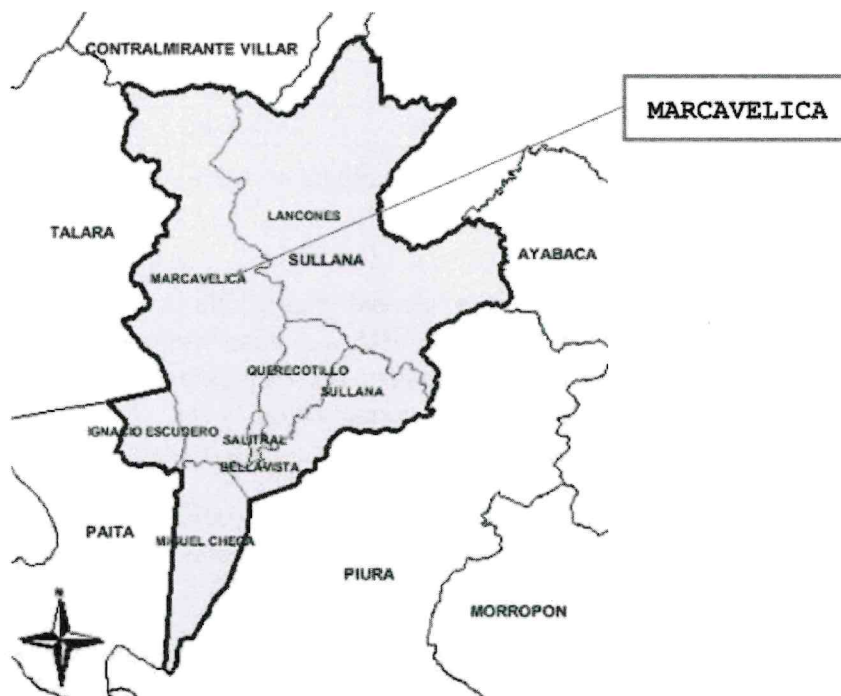 CONTRALMIRANTE VILLAR
MARCAVELICA
LANCONES
TALARA
SULLANA
AYABACA
MARCAVELICA
QUERECOTILLO
SULLANA
IGNACIO ESCUDERO
SALITRAL
BELLAVISTA
PAITA
MIGUEL CHECA
PIURA
N
MORROPON